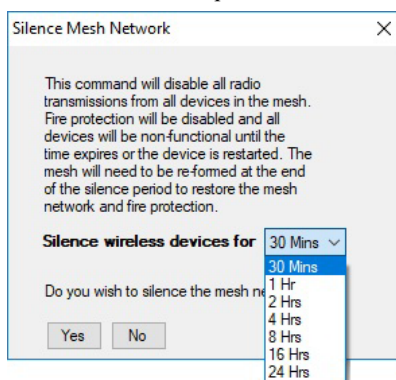 Silence Mesh Network
This command will disable all radio
transmissions from all devices in the mesh.
Fire protection will be disabled and all
devices will be non-functional until the
time expires or the device is restarted. The
mesh will need to be re-formed at the end
of the silence period to restore the mesh
network and fire protection.
Silence wireless devices for 30 Mins
30 Mins
1 Hr
2 Hrs
4 Hrs
8 Hrs
16 Hrs
24 Hrs
Do you wish to silence the mesh
Yes No